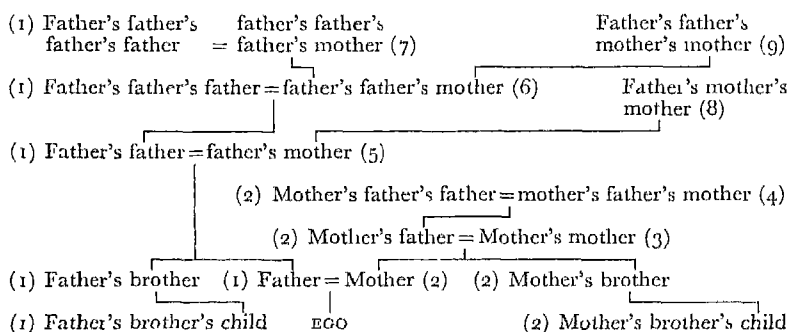 (1) Father's father's father's father's Father's father's
father's father = father's mother (7) mother's mother (9)
(1) Father's father's father = father's father's mother (6) Father's mother's
mother (8)
(1) Father's father = father's mother (5)
(2) Mother's father's father = mother's father's mother (4)
(2) Mother's father = Mother's mother (3)
(1) Father's brother (1) Father = Mother (2) (2) Mother's brother
(1) Father's brother's child EGO (2) Mother's brother's child